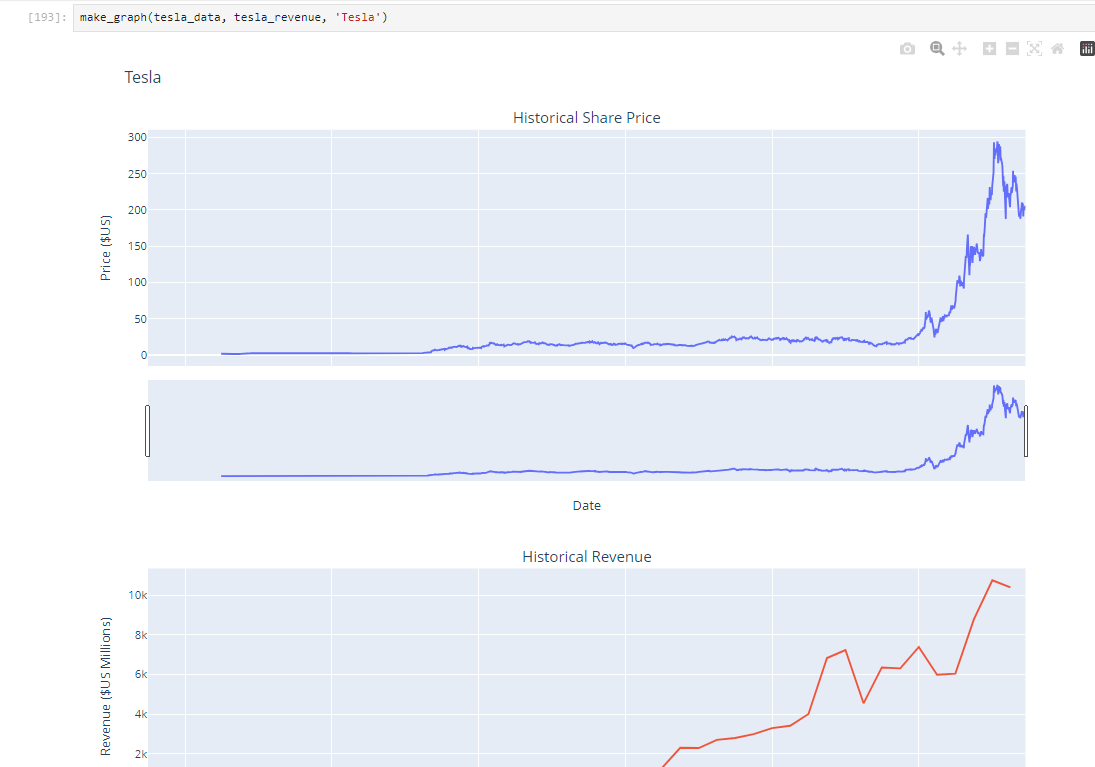 [193]: make_graph(tesla_data, tesla_revenue, 'Tesla')
Tesla
Historical Share Price
300
250
200
150
100
50
0
Price ($US)
Date
Historical Revenue
10k
8k
6k
4k
2k
Revenue ($US Millions)